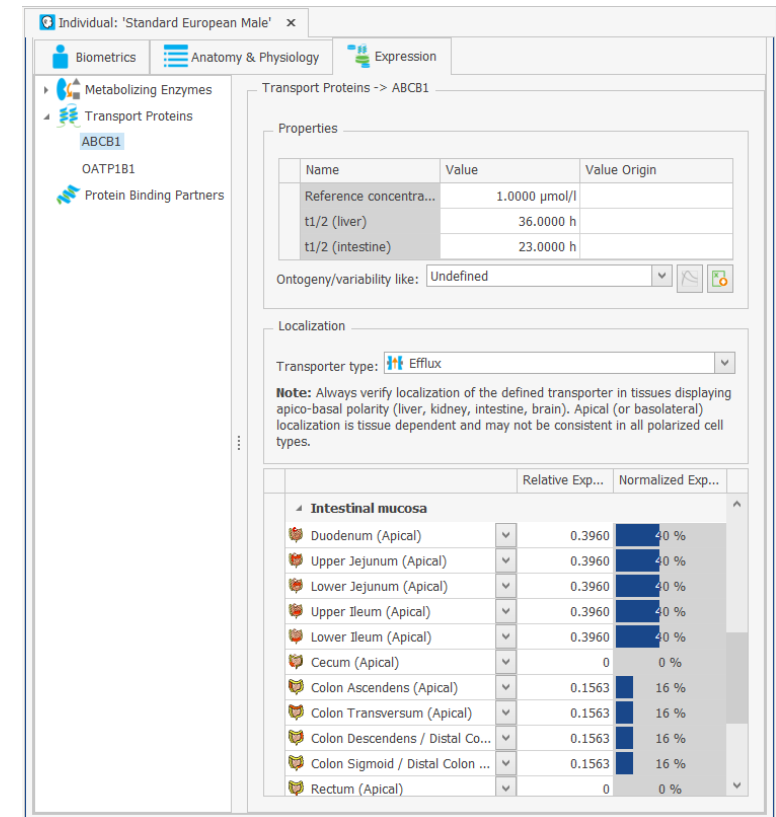 Individual: 'Standard European Male' ×
Biometrics Anatomy & Physiology Expression
Metabolizing Enzymes
Transport Proteins
ABCB1
OATP1B1
Protein Binding Partners
Transport Proteins -> ABCB1
Properties
Name Value Value Origin
Reference concentra... 1.0000 µmol/l
t1/2 (liver) 36.0000 h
t1/2 (intestine) 23.0000 h
Ontogeny/variability like: Undefined
Localization
Transporter type: Efflux
Note: Always verify localization of the defined transporter in tissues displaying
apico-basal polarity (liver, kidney, intestine, brain). Apical (or basolateral)
localization is tissue dependent and may not be consistent in all polarized cell
types.
Relative Exp... Normalized Exp...
Intestinal mucosa
Duodenum (Apical) 0.3960 40 %
Upper Jejunum (Apical) 0.3960 40 %
Lower Jejunum (Apical) 0.3960 40 %
Upper Ileum (Apical) 0.3960 40 %
Lower Ileum (Apical) 0.3960 40 %
Cecum (Apical) 0 0 %
Colon Ascendens (Apical) 0.1563 16 %
Colon Transversum (Apical) 0.1563 16 %
Colon Descendens / Distal Co... 0.1563 16 %
Colon Sigmoid / Distal Colon ... 0.1563 16 %
Rectum (Apical) 0 0 %